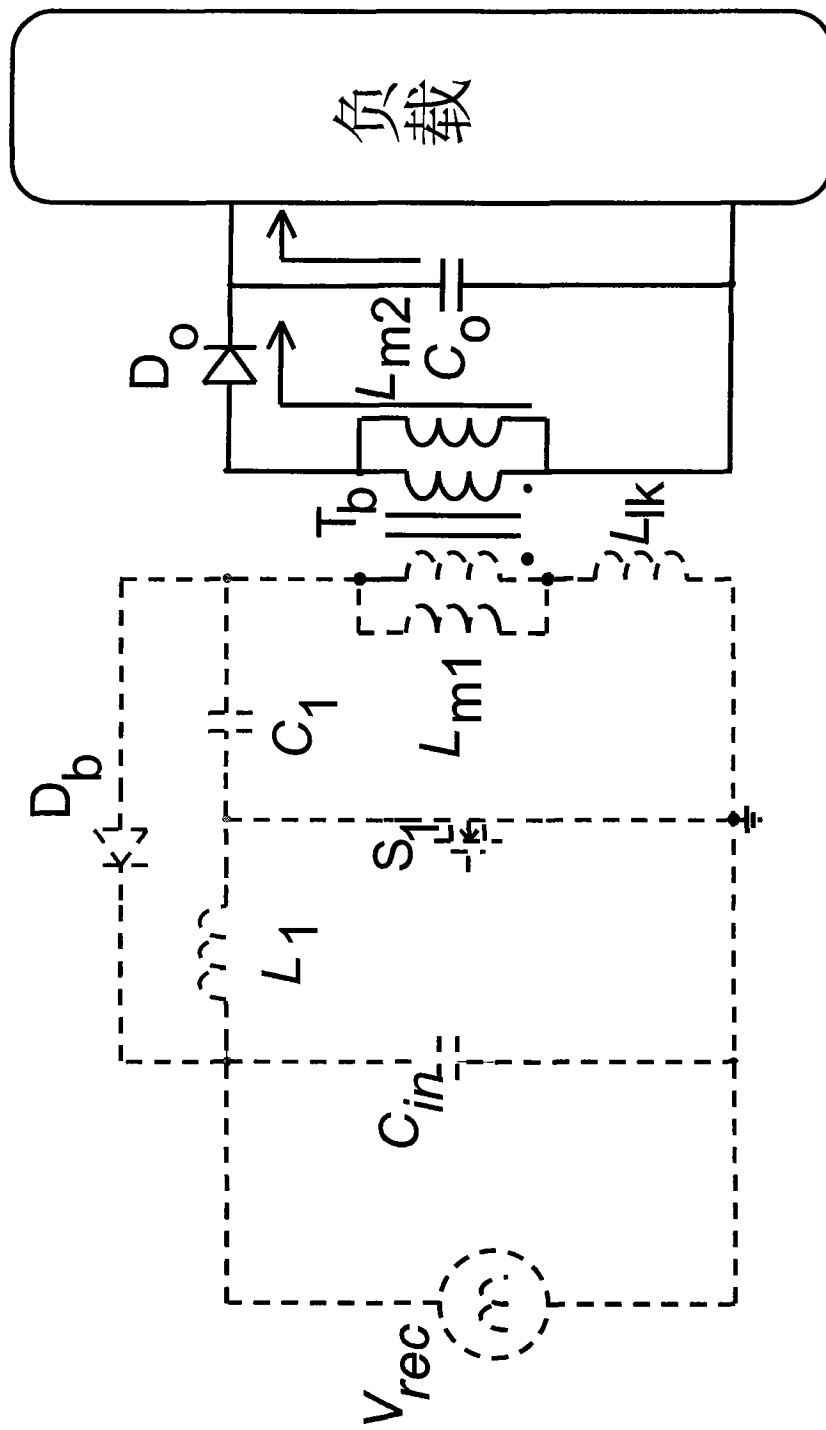 V_rec
C_in
L_1
D_b
S_1
C_1
L_m1
L_lk
T_b
D_o
L_m2
C_o
负载